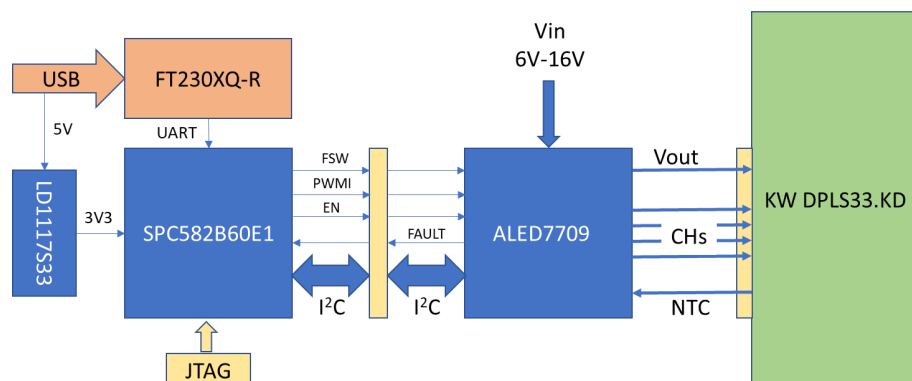 Vin
6V-16V
USB
FT230XQ-R
5V
UART
FSW
Vout
PWMI
LD1117S33
3V3
EN
SPC582B60E1
ALED7709
KW DPLS33.KD
FAULT
CHs
I²C
I²C
NTC
JTAG